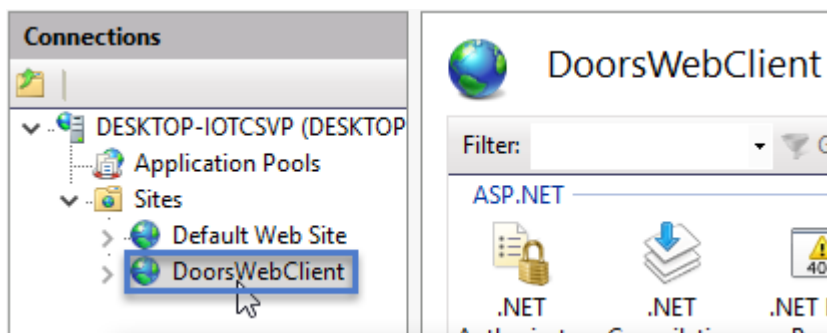 Connections
DESKTOP-IOTCSVP (DESKTOP
Application Pools
Sites
Default Web Site
DoorsWebClient
DoorsWebClient
Filter:
ASP.NET
.NET
.NET
.NET